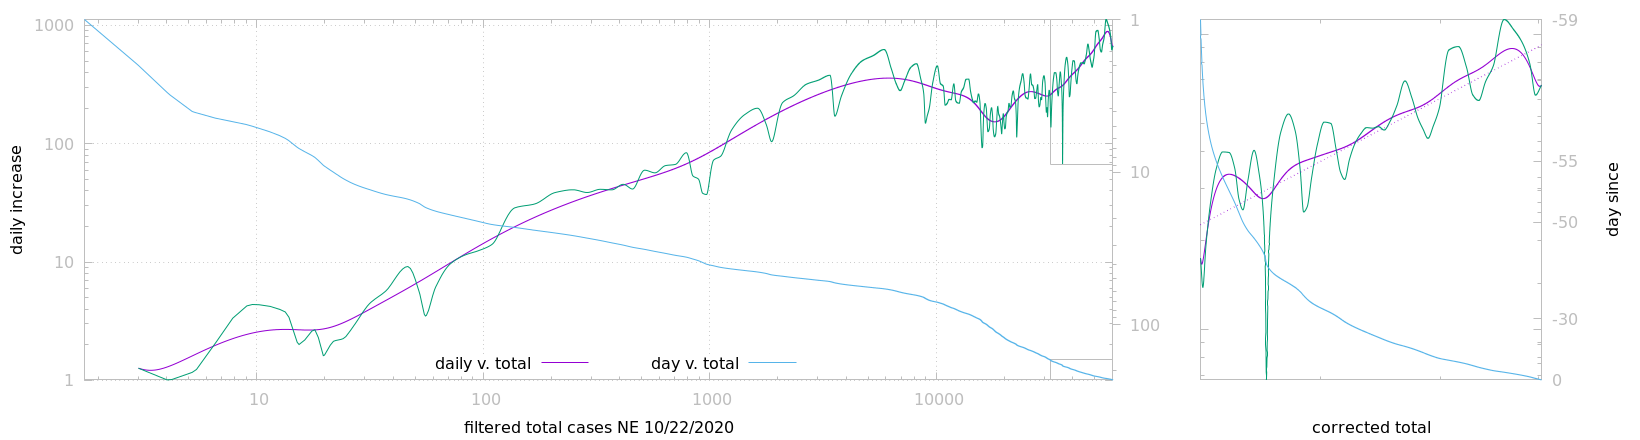 1000
100
10
1
daily increase
10
100
1000
10000
filtered total cases NE 10/22/2020
daily v. total
day v. total
1
10
100
-59
-55
-50
-30
0
day since
corrected total